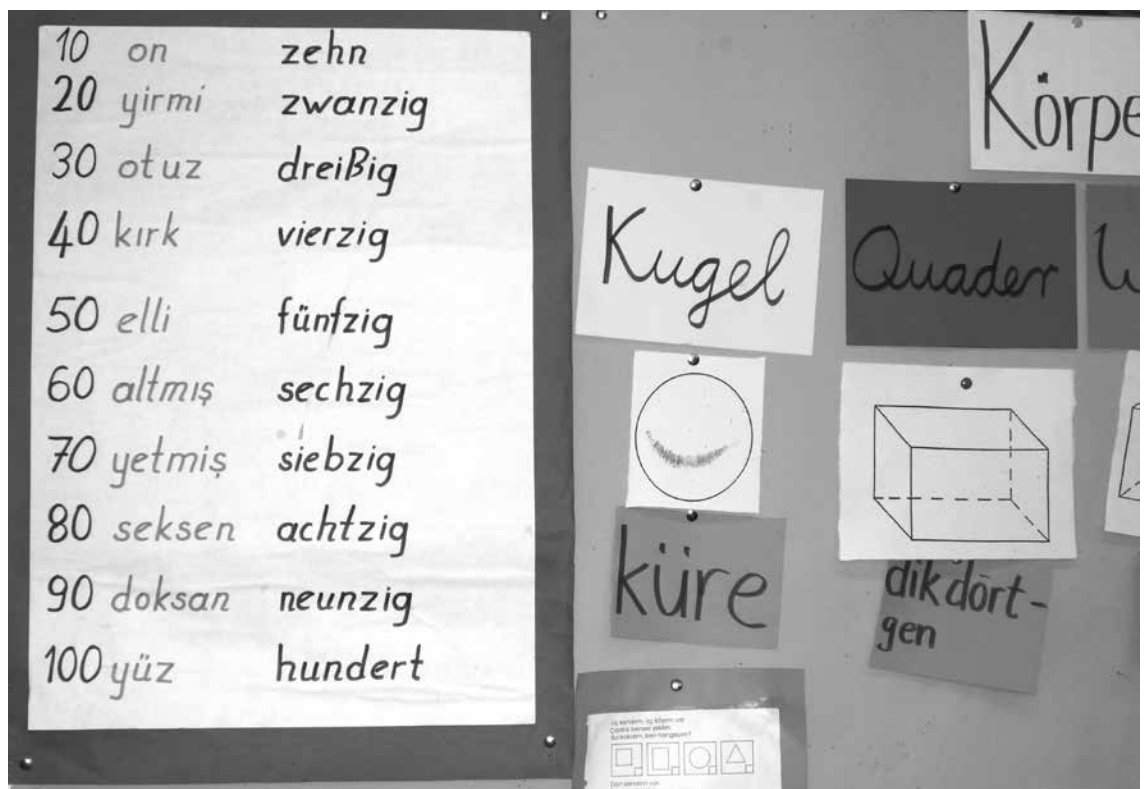 10 on zehn
20 yirmi zwanzig
30 otuz dreißig
40 kırk vierzig
50 elli fünfzig
60 altmış sechzig
70 yetmiş siebzig
80 seksen achtzig
90 doksan neunzig
100 yüz hundert
Körpe
Kugel
Quader
küre
dikdört-
gen